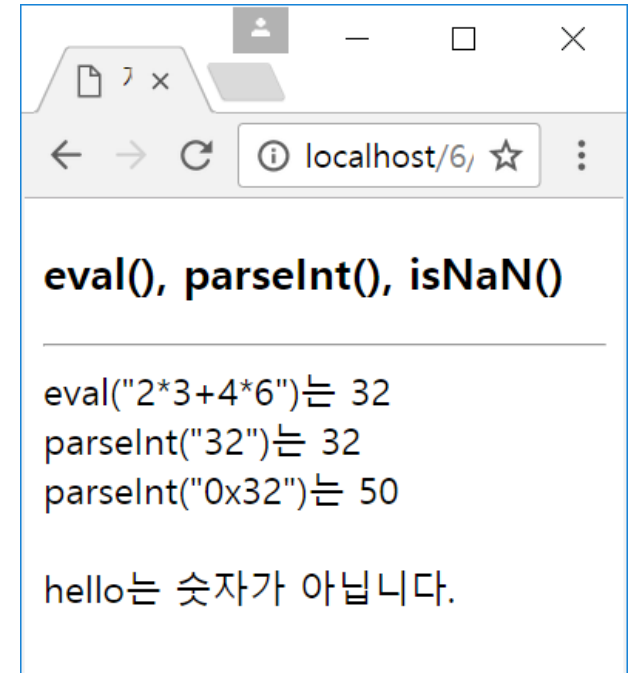 localhost/6/
eval(), parseInt(), isNaN()
eval("2*3+4*6")는 32
parseInt("32")는 32
parseInt("0x32")는 50
hello는 숫자가 아닙니다.